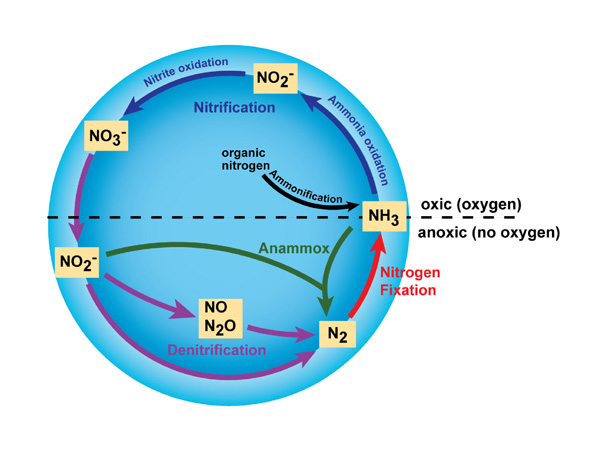 Nitrite oxidation
NO₂⁻
Nitrification
NO₃⁻
Ammonia oxidation
organic
nitrogen
Ammonification
oxic (oxygen)
NH₃
anoxic (no oxygen)
Anammox
NO₂⁻
Nitrogen
Fixation
NO
N₂O
N₂
Denitrification